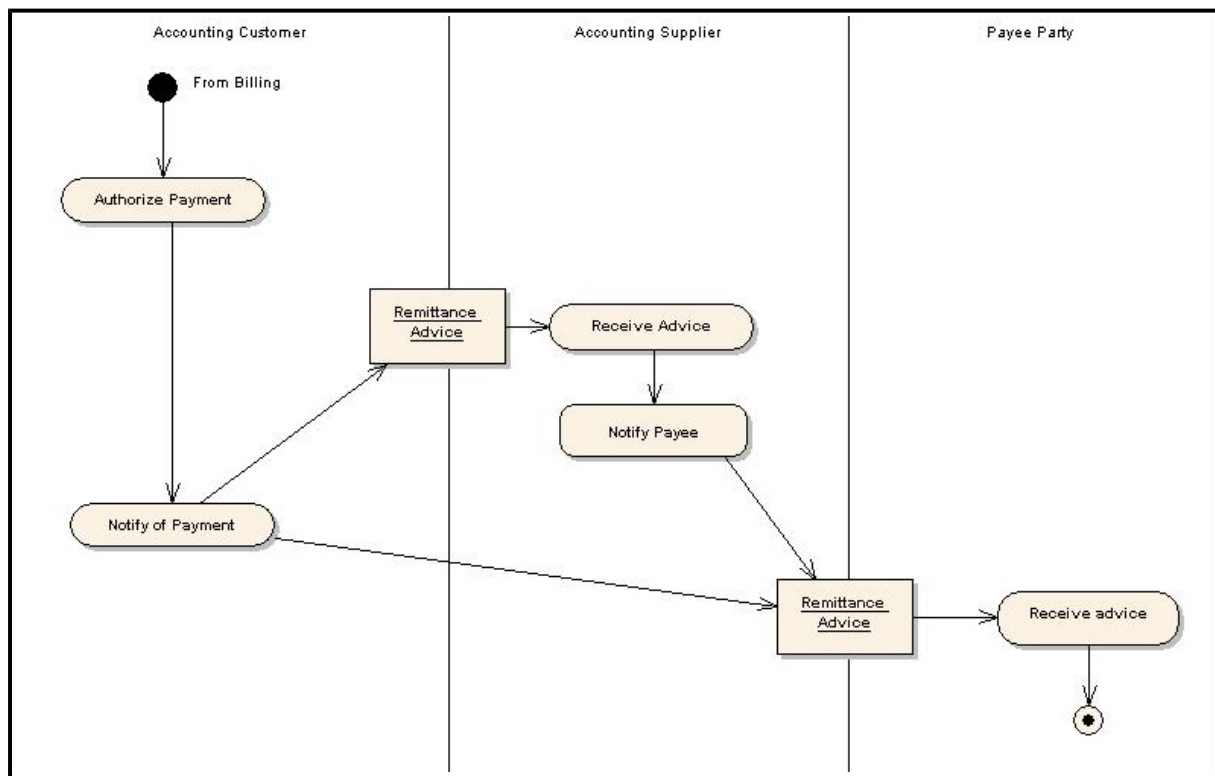 Accounting Customer
Accounting Supplier
Payee Party
From Billing
Authorize Payment
Remittance
Advice
Receive Advice
Notify Payee
Notify of Payment
Remittance
Advice
Receive advice